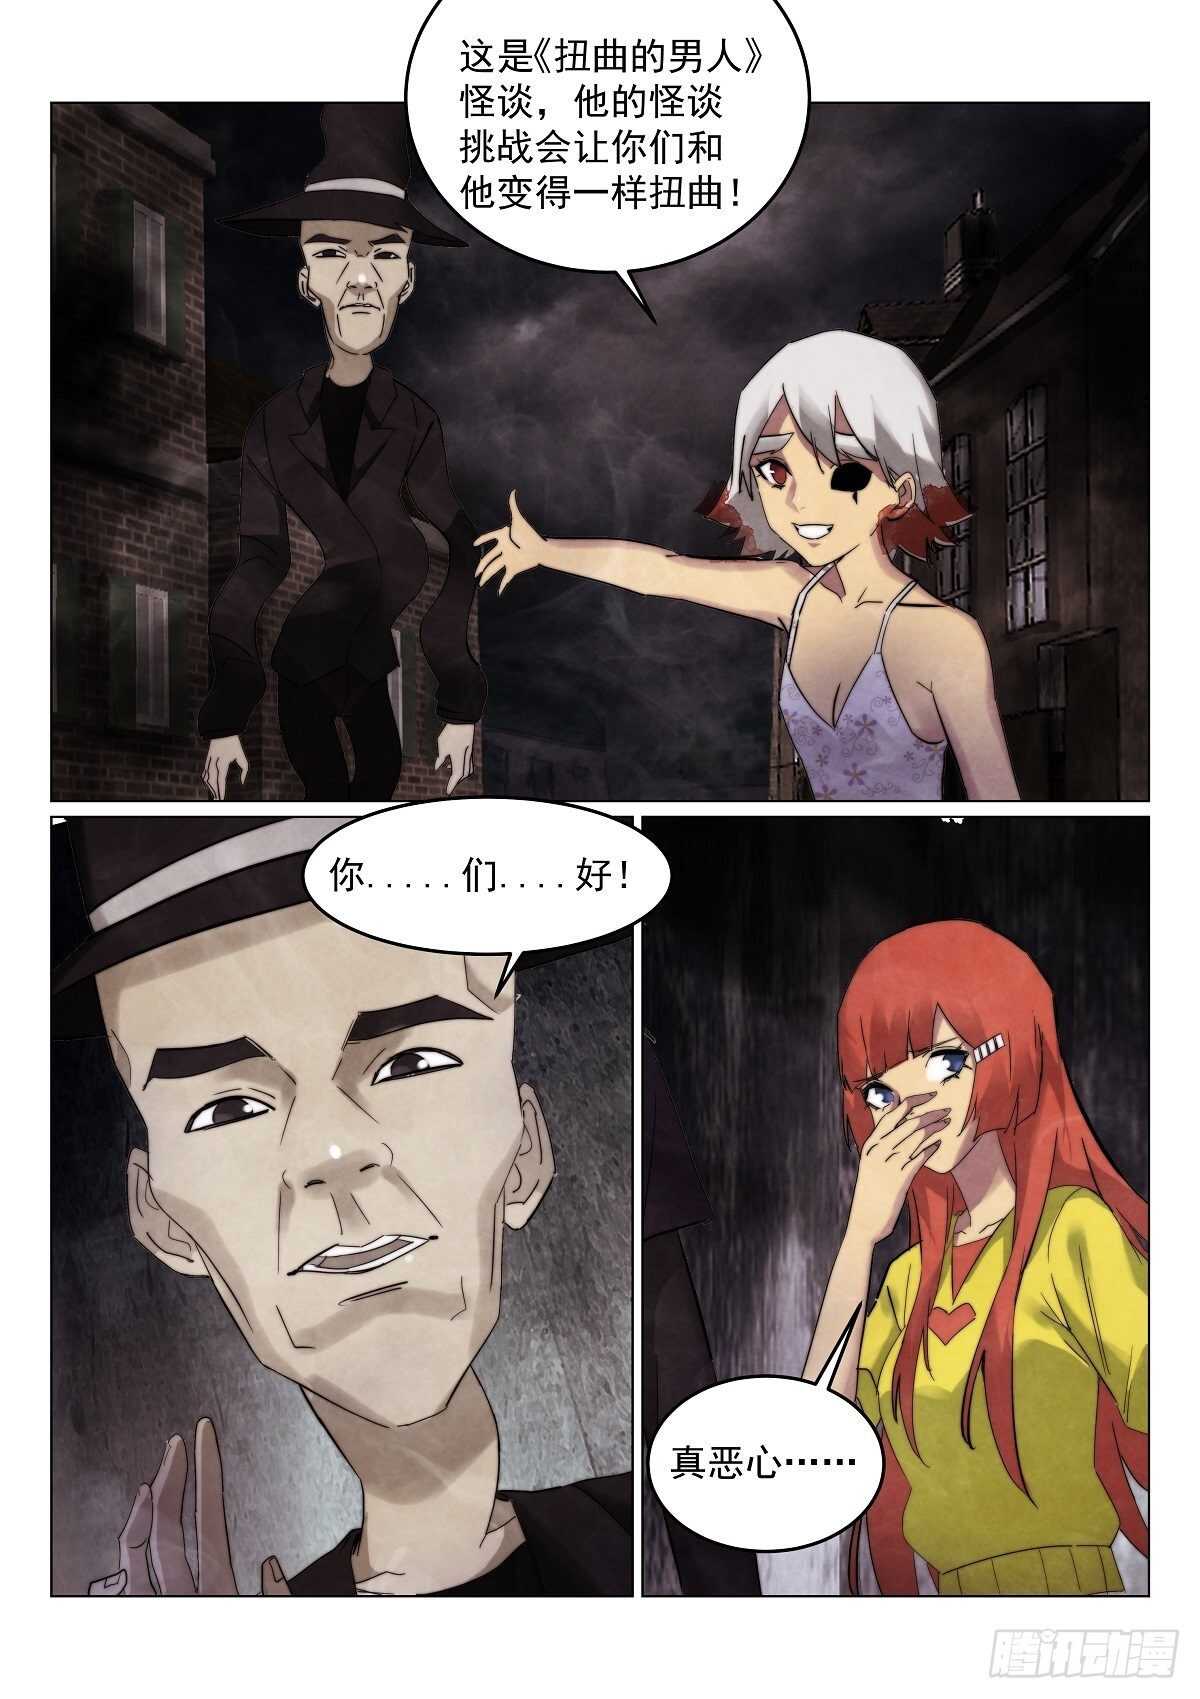 这是《扭曲的男人》
怪谈，他的怪谈
挑战会让你们和
他变得一样扭曲！
你.....们....好！
真恶心……
腾讯动漫